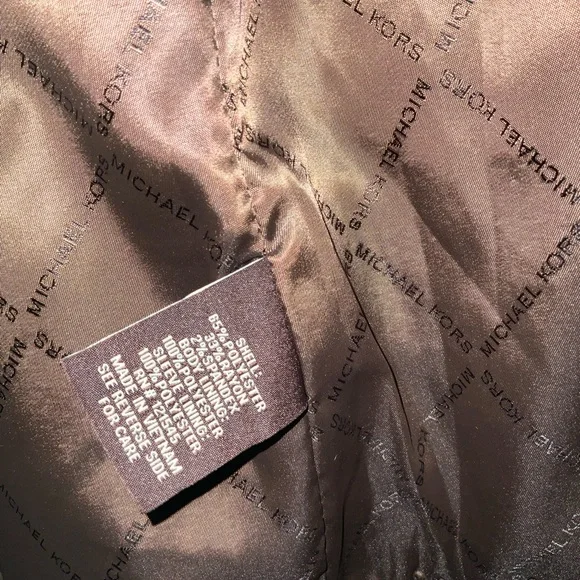 SHELL:
65%POLYESTER
33%RAYON
2%SPANDEX
BODY LINING:
100%POLYESTER
SLEEVE LINING:
100%POLYESTER
RN# 121505
MADE IN VIETNAM
SEE REVERSE SIDE
FOR CARE
MICHAEL KORS
MICHAEL KORS
MICHAEL KORS
MICHAEL KORS
MICHAEL KORS
MICHAEL KORS
MICHAEL KORS
MICHAEL KORS